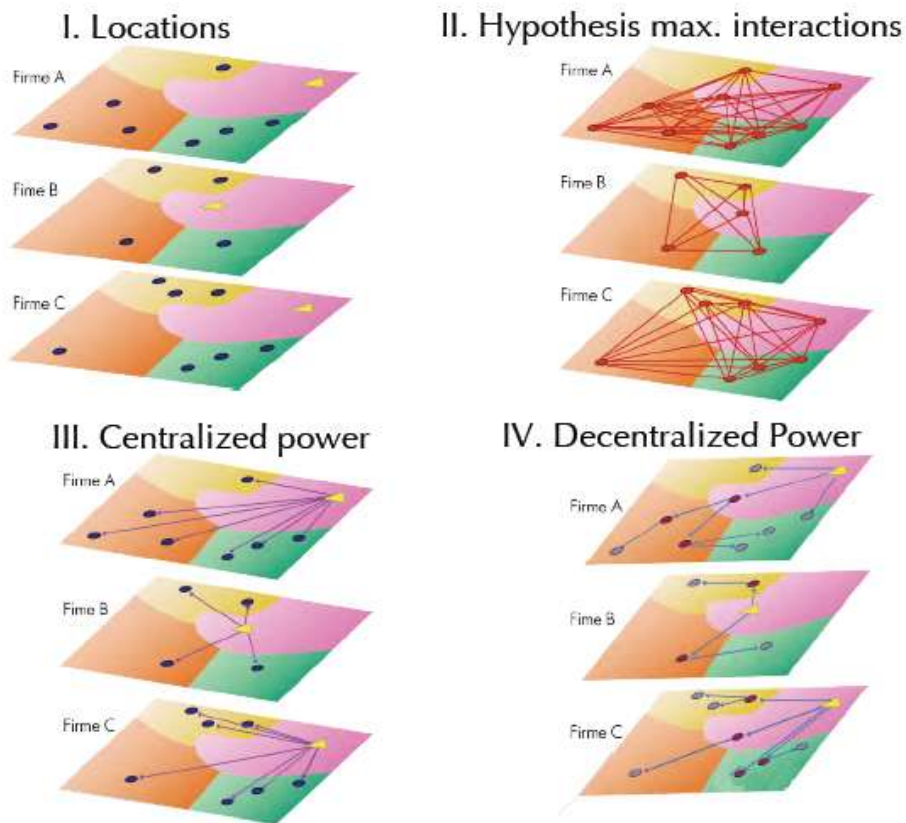 I. Locations
Firme A
Fime B
Firme C
II. Hypothesis max. interactions
Firme A
Fime B
Firme C
III. Centralized power
Firme A
Fime B
Firme C
IV. Decentralized Power
Firme A
Fime B
Firme C